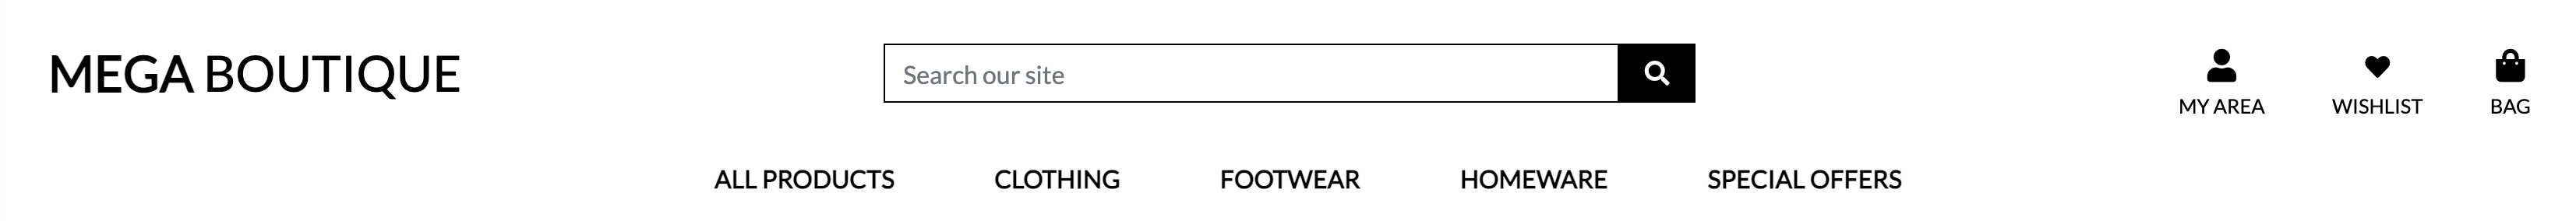 MEGA BOUTIQUE
Search our site
MY AREA
WISHLIST
BAG
ALL PRODUCTS
CLOTHING
FOOTWEAR
HOMEWARE
SPECIAL OFFERS